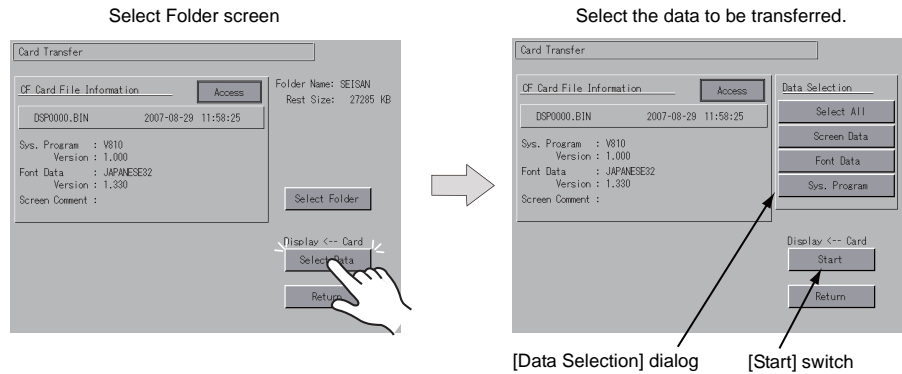 Select Folder screen
Card Transfer
CF Card File Information
Access
Folder Name: SEISAN
Rest Size: 27285 KB
DSP0000.BIN 2007-08-29 11:58:25
Sys. Program : V810
Version : 1.000
Font Data : JAPANESE32
Version : 1.330
Screen Comment :
Select Folder
Display <-- Card
Select Data
Return
Select the data to be transferred.
Card Transfer
CF Card File Information
Access
DSP0000.BIN 2007-08-29 11:58:25
Sys. Program : V810
Version : 1.000
Font Data : JAPANESE32
Version : 1.330
Screen Comment :
Data Selection
Select All
Screen Data
Font Data
Sys. Program
Display <-- Card
Start
Return
[Data Selection] dialog
[Start] switch